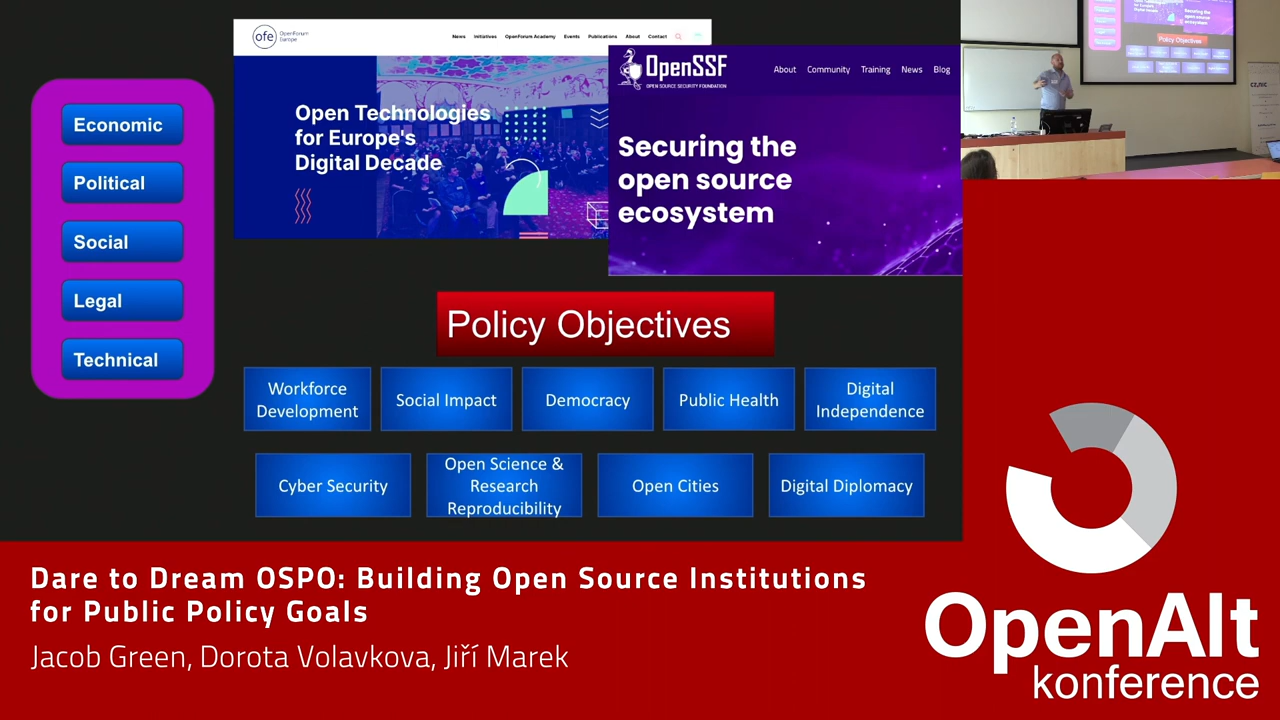 Economic
Political
Social
Legal
Technical
ofe
OpenForum
Europe
News Initiatives OpenForum Academy Events Publications About Contact
Open Technologies
for Europe's
Digital Decade
OpenSSF
OPEN SOURCE SECURITY FOUNDATION
About Community Training News Blog
Securing the
open source
ecosystem
Policy Objectives
Workforce
Development
Social Impact
Democracy
Public Health
Digital
Independence
Cyber Security
Open Science &
Research
Reproducibility
Open Cities
Digital Diplomacy
Policy Objectives
Dare to Dream OSPO: Building Open Source Institutions
for Public Policy Goals
Jacob Green, Dorota Volavkova, Jiří Marek
OpenAlt
konference